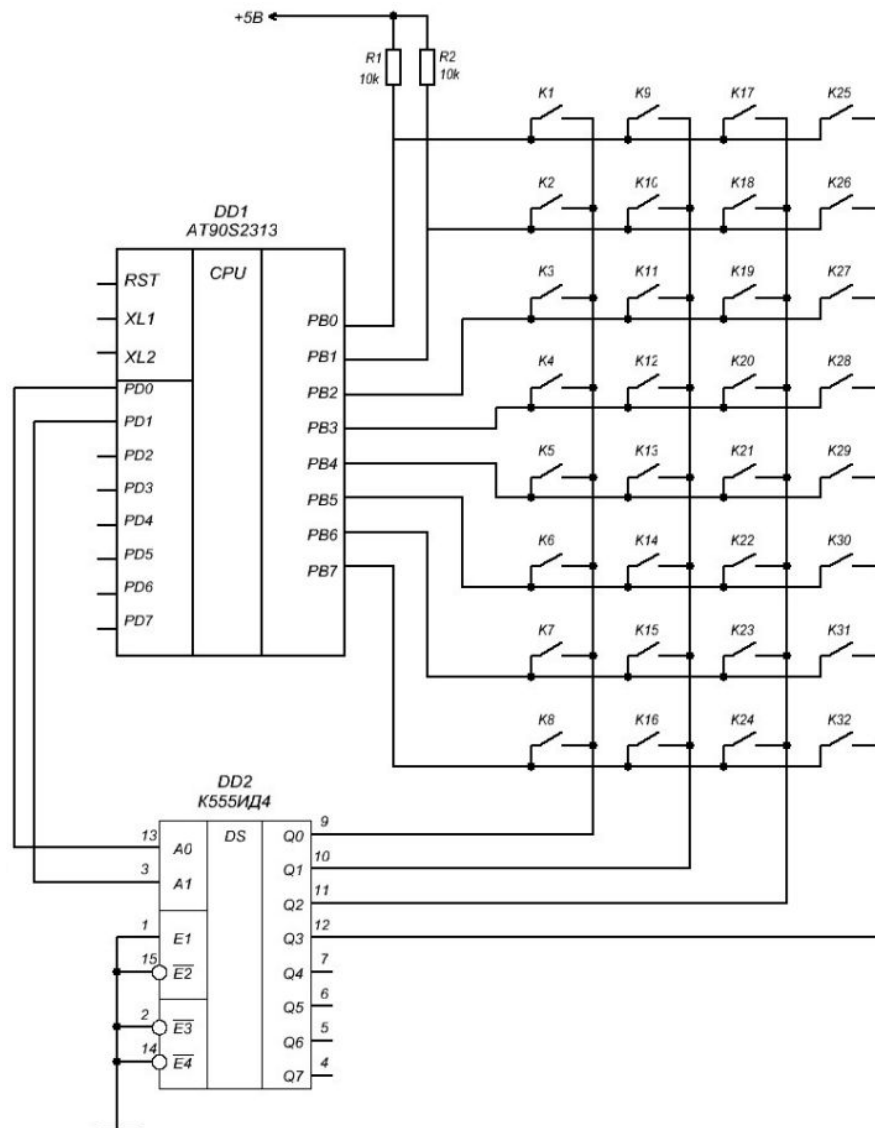 +5В
R1
10k
R2
10k
K1 K9 K17 K25
K2 K10 K18 K26
K3 K11 K19 K27
K4 K12 K20 K28
K5 K13 K21 K29
K6 K14 K22 K30
K7 K15 K23 K31
K8 K16 K24 K32
DD1
AT90S2313
CPU
RST
XL1
XL2
PD0
PD1
PD2
PD3
PD4
PD5
PD6
PD7
PB0
PB1
PB2
PB3
PB4
PB5
PB6
PB7
DD2
К555ИД4
DS
13 A0
3 A1
1 E1
15 E2
2 E3
14 E4
Q0 9
Q1 10
Q2 11
Q3 12
Q4 7
Q5 6
Q6 5
Q7 4